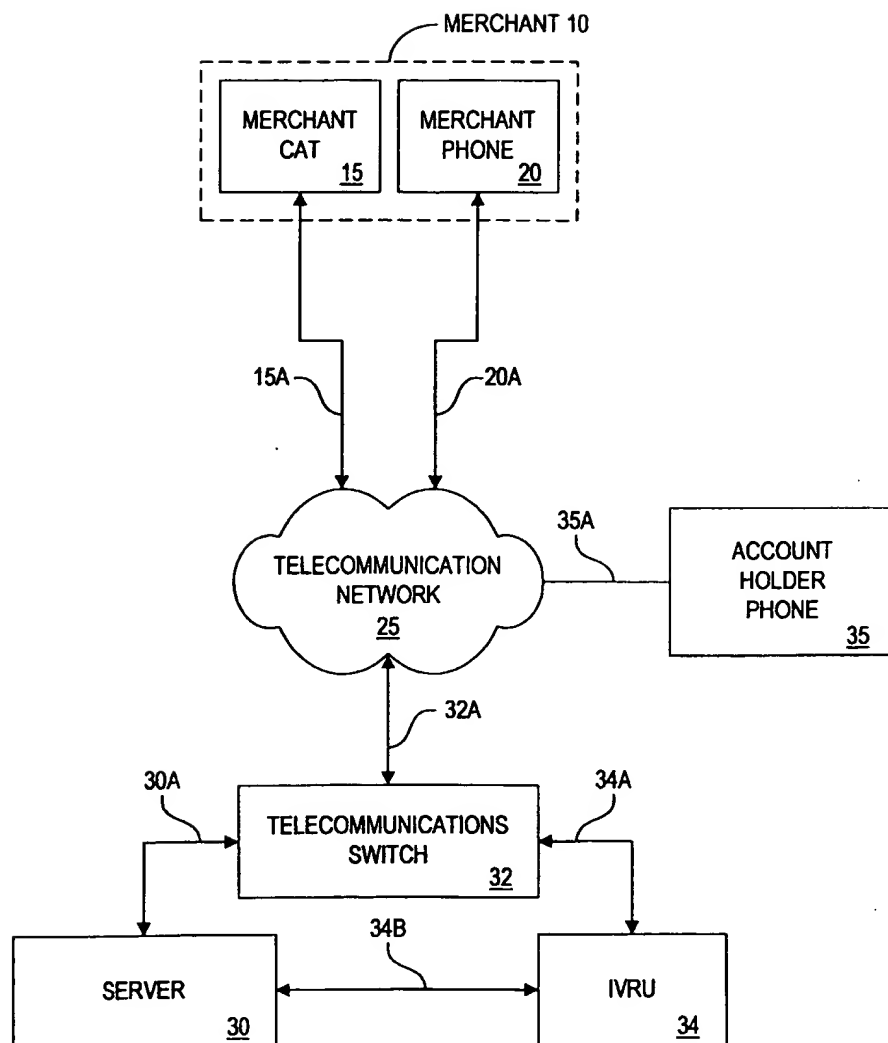 MERCHANT 10
MERCHANT
CAT
15
MERCHANT
PHONE
20
15A
20A
TELECOMMUNICATION
NETWORK
25
35A
ACCOUNT
HOLDER
PHONE
35
32A
30A
34A
TELECOMMUNICATIONS
SWITCH
32
34B
SERVER
30
IVRU
34